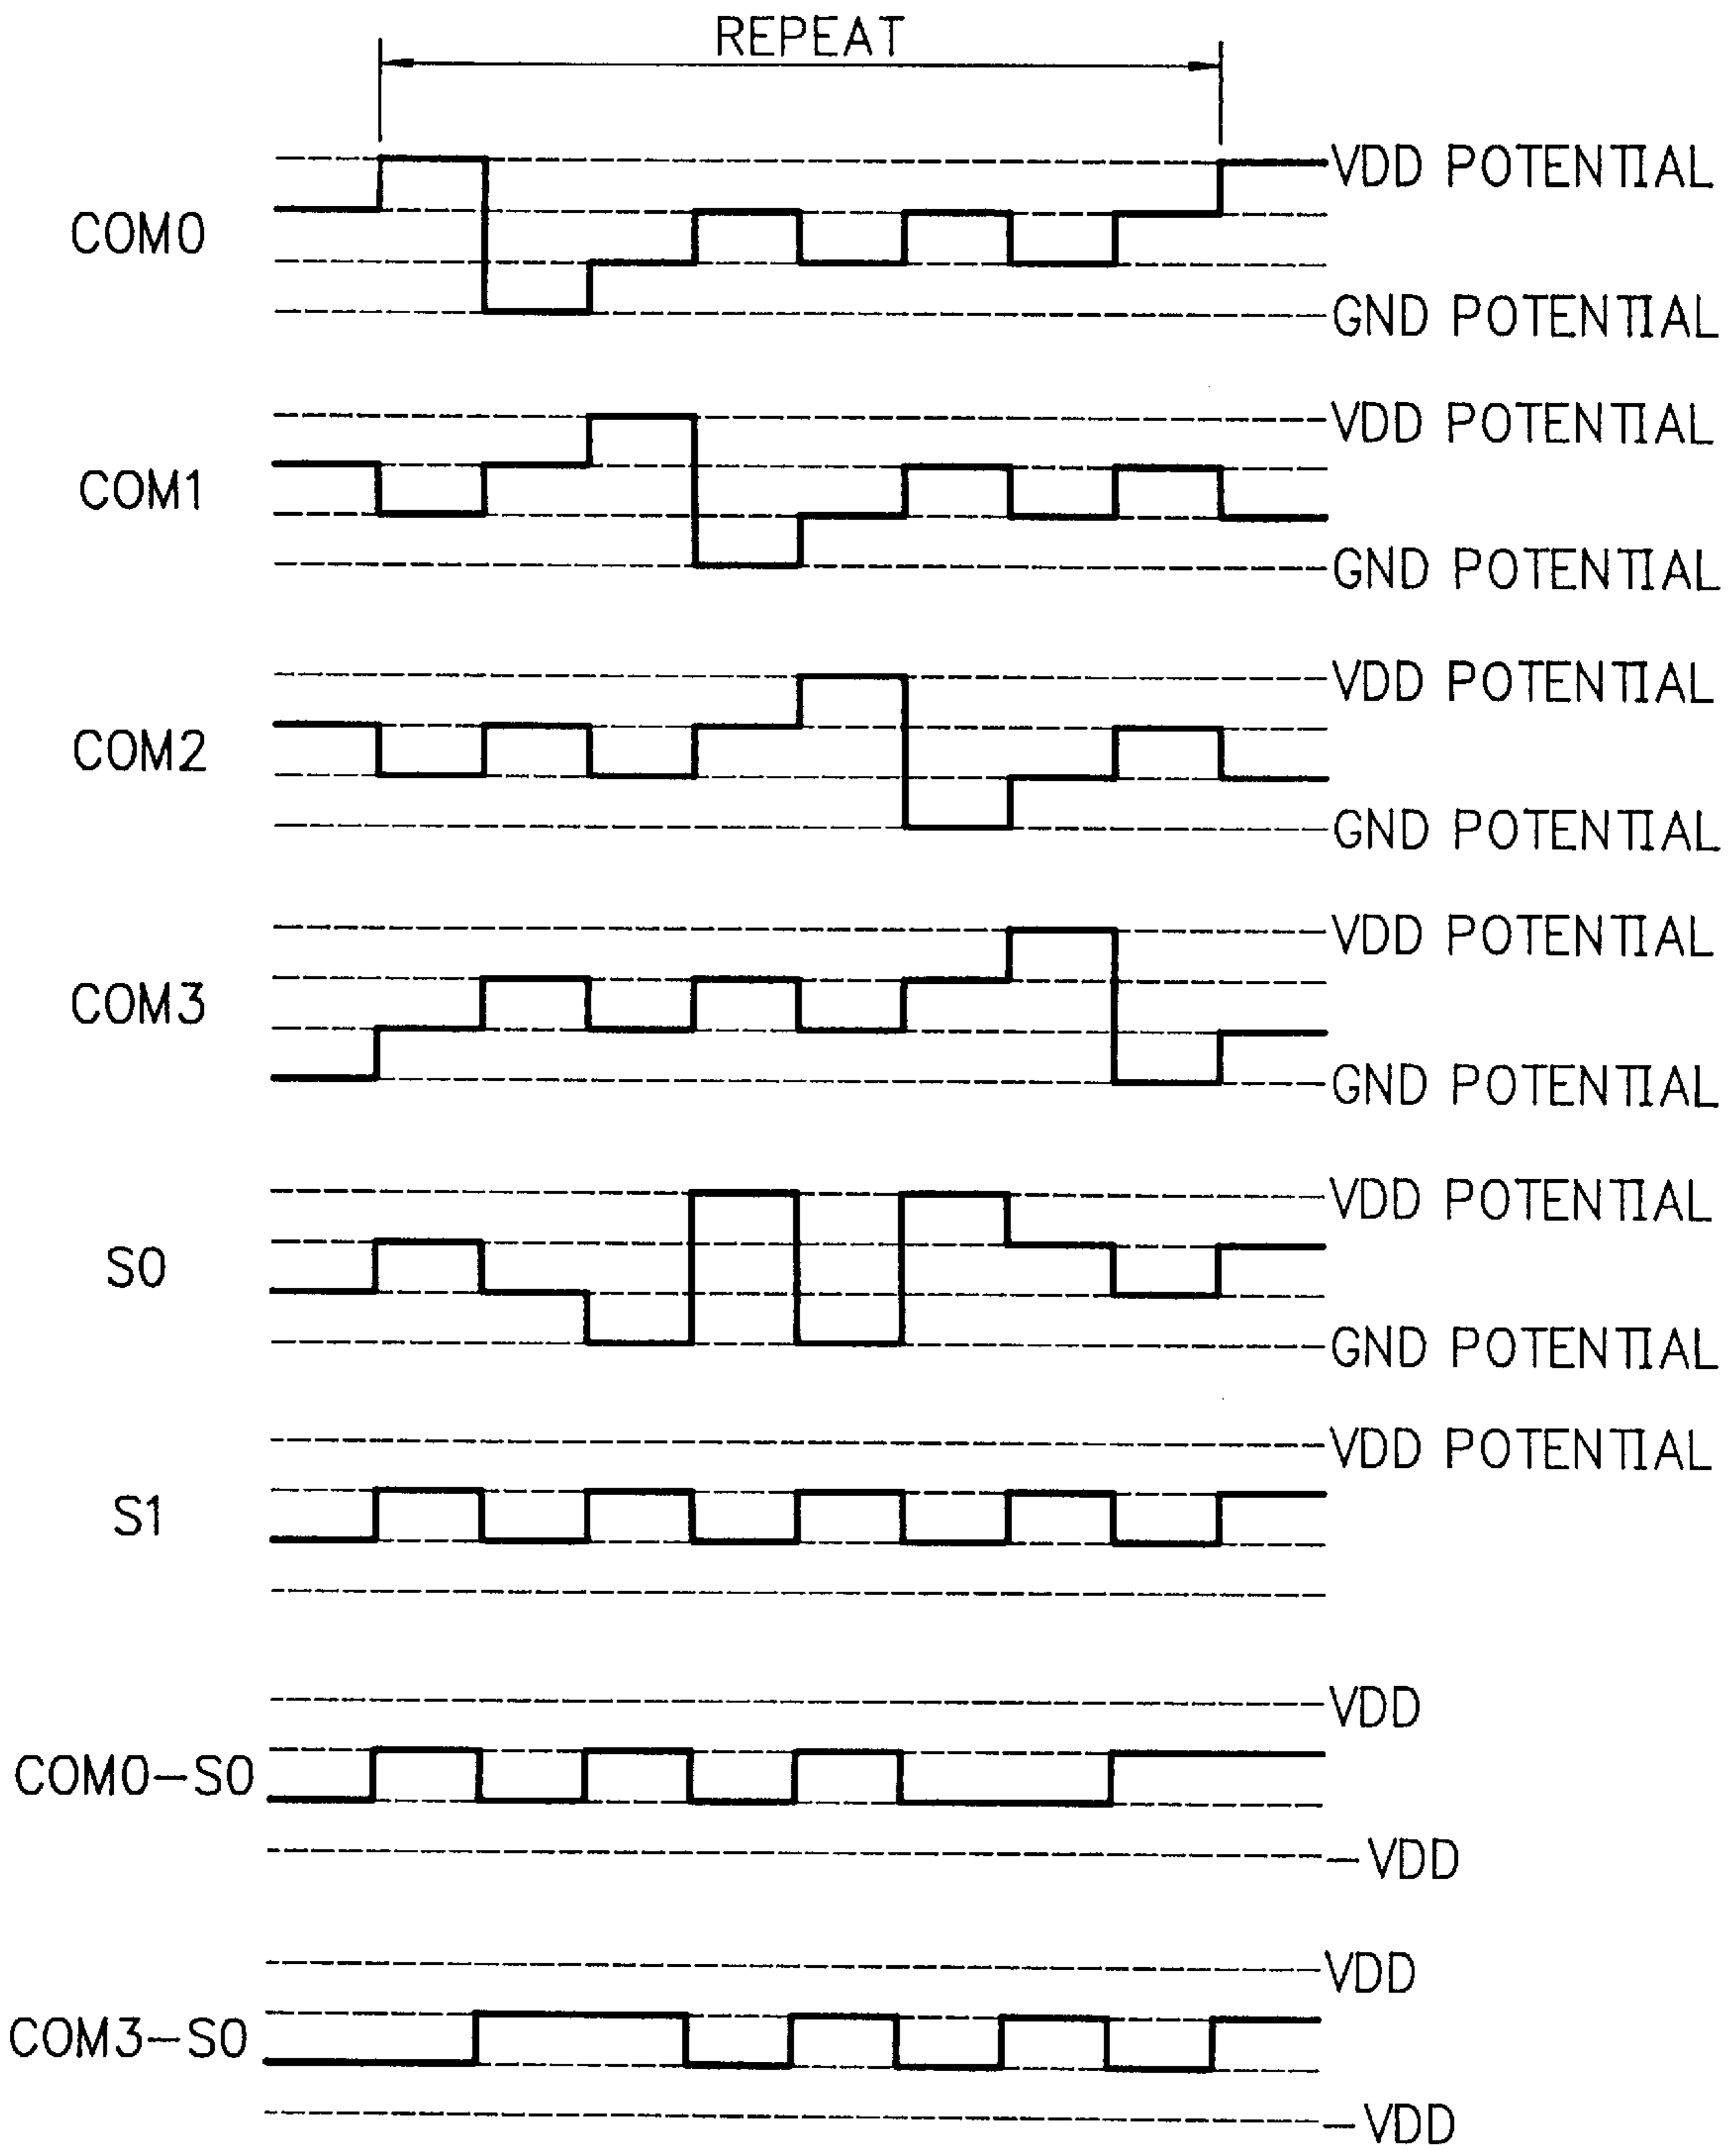 REPEAT
VDD POTENTIAL
COM0
GND POTENTIAL
VDD POTENTIAL
COM1
GND POTENTIAL
VDD POTENTIAL
COM2
GND POTENTIAL
VDD POTENTIAL
COM3
GND POTENTIAL
VDD POTENTIAL
S0
GND POTENTIAL
VDD POTENTIAL
S1
VDD
COM0-S0
-VDD
VDD
COM3-S0
-VDD